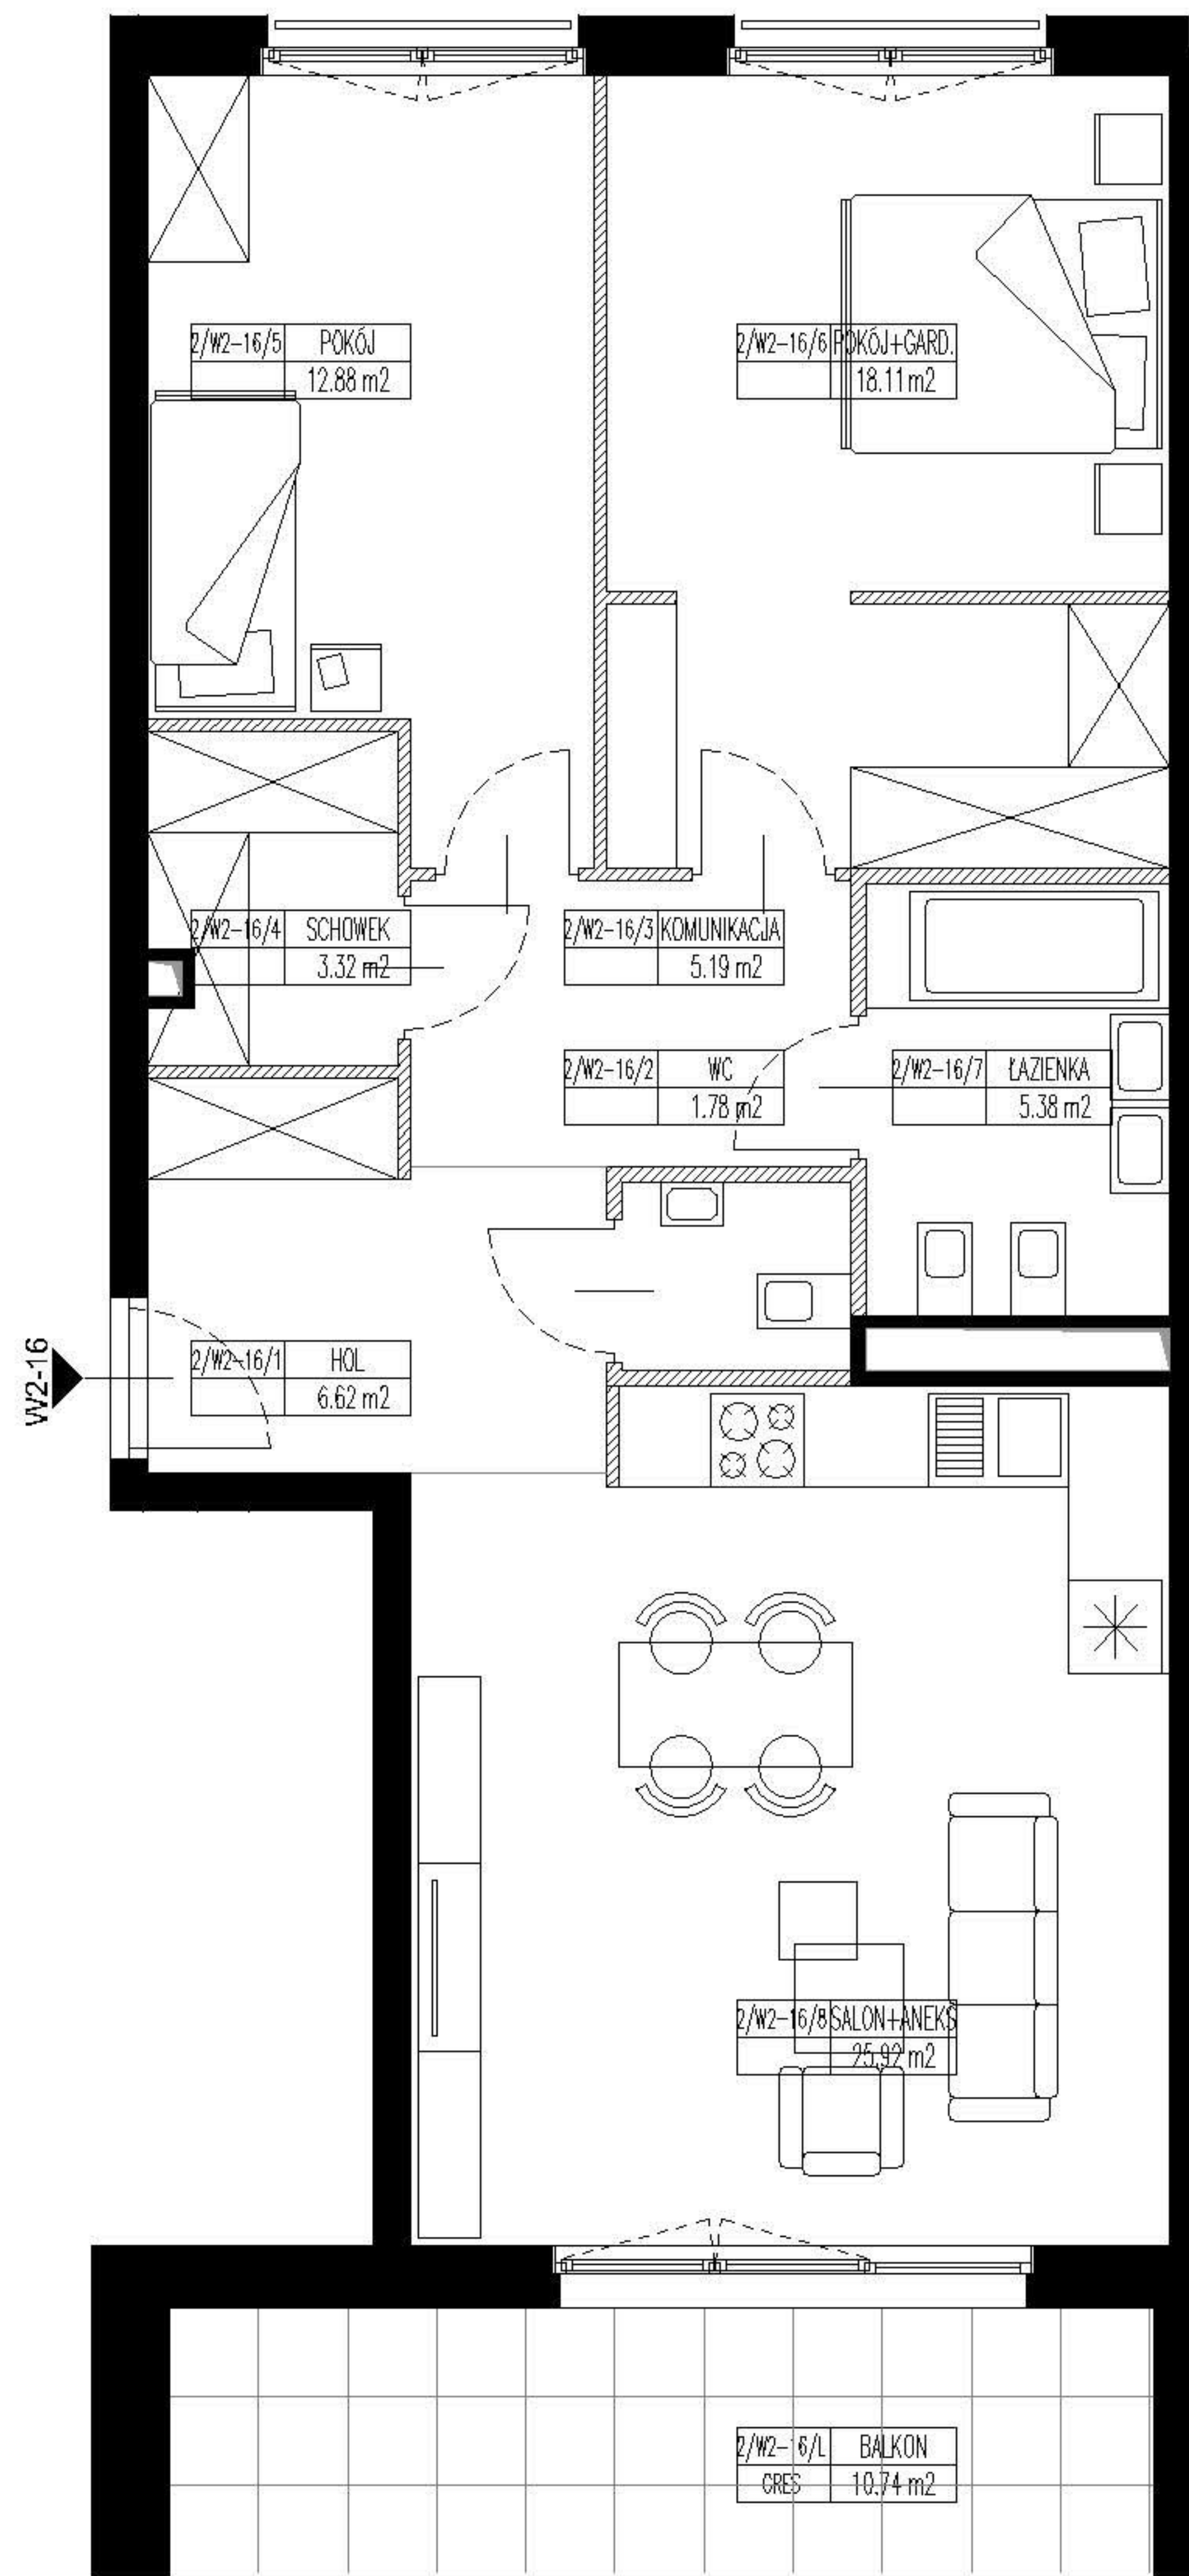 2/W2-16/5 POKÓJ
12.88 m2
2/W2-16/6 POKÓJ+GARD.
18.11 m2
2/W2-16/4 SCHOWEK
3.32 m2
2/W2-16/3 KOMUNIKACJA
5.19 m2
2/W2-16/2 WC
1.78 m2
2/W2-16/7 ŁAZIENKA
5.38 m2
W2-16
2/W2-16/1 HOL
6.62 m2
2/W2-16/8 SALON+ANEKS
25.92 m2
2/W2-16/L BALKON
GRES 10.74 m2